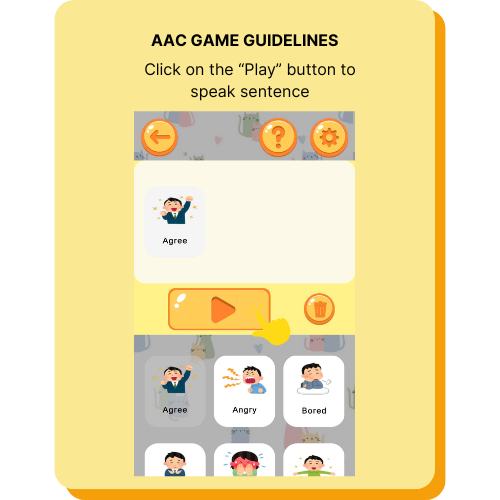 AAC GAME GUIDELINES
Click on the “Play” button to
speak sentence
?
Agree
Agree
Angry
Bored